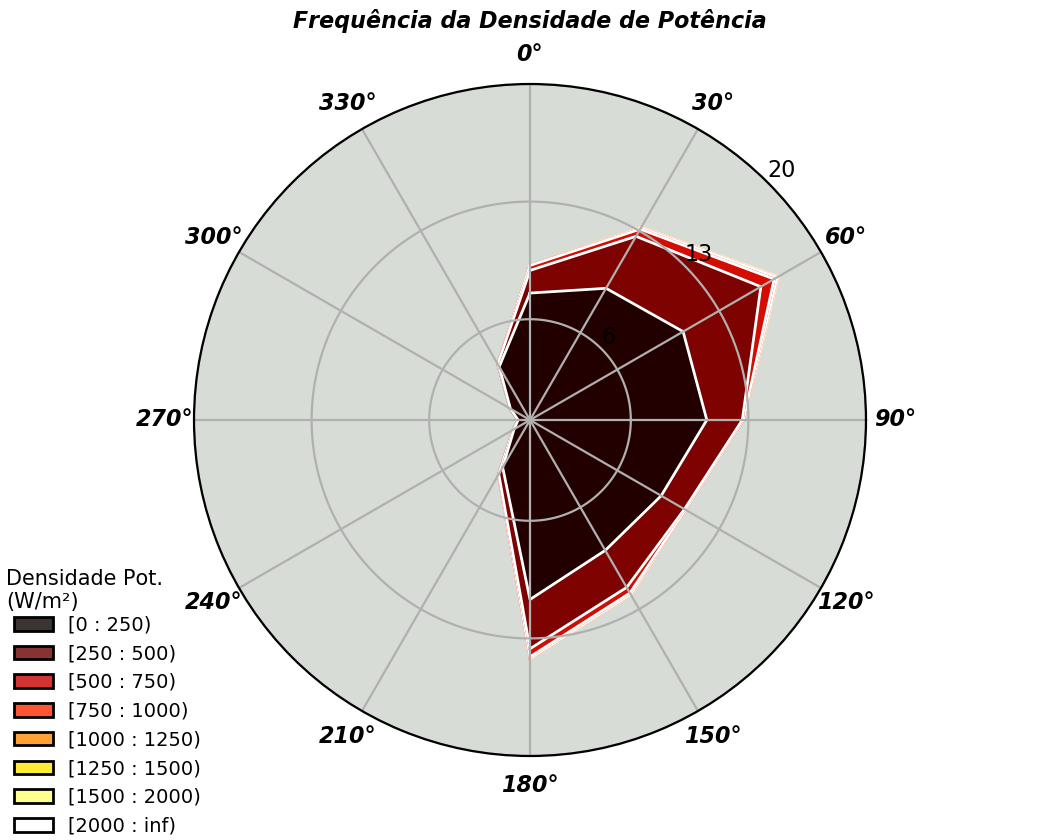 Frequência da Densidade de Potência
0°
330°
30°
20
300°
60°
13
6
270°
90°
240°
120°
210°
150°
180°
Densidade Pot.
(W/m²)
[0 : 250)
[250 : 500)
[500 : 750)
[750 : 1000)
[1000 : 1250)
[1250 : 1500)
[1500 : 2000)
[2000 : inf)